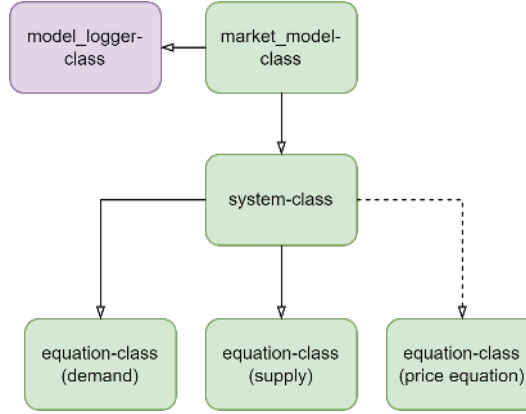 model_logger-
class
market_model-
class
system-class
equation-class
(demand)
equation-class
(supply)
equation-class
(price equation)